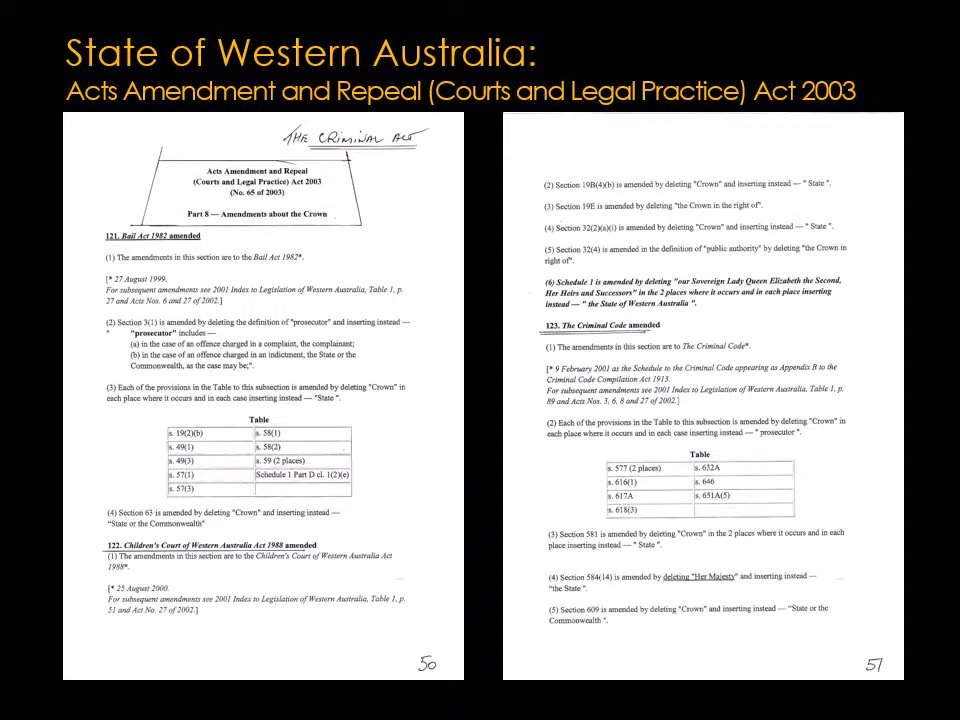 State of Western Australia:
Acts Amendment and Repeal (Courts and Legal Practice) Act 2003
THE CRIMINAL ACT
Acts Amendment and Repeal
(Courts and Legal Practice) Act 2003
(No. 65 of 2003)
Part 8 — Amendments about the Crown
121. Bail Act 1982 amended
(1) The amendments in this section are to the Bail Act 1982*.
[* 27 August 1999.
For subsequent amendments see 2001 Index to Legislation of Western Australia, Table 1, p.
27 and Acts Nos. 6 and 27 of 2002.]
(2) Section 3(1) is amended by deleting the definition of "prosecutor" and inserting instead —
" "prosecutor" includes —
(a) in the case of an offence charged in a complaint, the complainant;
(b) in the case of an offence charged in an indictment, the State or the
Commonwealth, as the case may be;".
(3) Each of the provisions in the Table to this subsection is amended by deleting "Crown" in
each place where it occurs and in each case inserting instead — "State ".
Table
s. 19(2)(b) s. 58(1)
s. 49(1) s. 58(2)
s. 49(3) s. 59 (2 places)
s. 57(1) Schedule 1 Part D cl. 1(2)(e)
s. 57(3)
(4) Section 63 is amended by deleting "Crown" and inserting instead —
"State or the Commonwealth"
122. Children's Court of Western Australia Act 1988 amended
(1) The amendments in this section are to the Children's Court of Western Australia Act
1988*.
[* 25 August 2000.
For subsequent amendments see 2001 Index to Legislation of Western Australia, Table 1, p.
51 and Act No. 27 of 2002.]
50
(2) Section 19B(4)(b) is amended by deleting "Crown" and inserting instead — " State ".
(3) Section 19E is amended by deleting "the Crown in the right of".
(4) Section 32(2)(a)(i) is amended by deleting "Crown" and inserting instead — " State ".
(5) Section 32(4) is amended in the definition of "public authority" by deleting "the Crown in
right of".
(6) Schedule 1 is amended by deleting "our Sovereign Lady Queen Elizabeth the Second,
Her Heirs and Successors" in the 2 places where it occurs and in each place inserting
instead — " the State of Western Australia ".
123. The Criminal Code amended
(1) The amendments in this section are to The Criminal Code*.
[* 9 February 2001 as the Schedule to the Criminal Code appearing as Appendix B to the
Criminal Code Compilation Act 1913.
For subsequent amendments see 2001 Index to Legislation of Western Australia, Table 1, p.
89 and Acts Nos. 3, 6, 8 and 27 of 2002.]
(2) Each of the provisions in the Table to this subsection is amended by deleting "Crown" in
each place where it occurs and in each case inserting instead — " prosecutor ".
Table
s. 577 (2 places) s. 632A
s. 616(1) s. 646
s. 617A s. 651A(5)
s. 618(3)
(3) Section 581 is amended by deleting "Crown" in the 2 places where it occurs and in each
place inserting instead — " State ".
(4) Section 584(14) is amended by deleting "Her Majesty" and inserting instead —
"the State ".
(5) Section 609 is amended by deleting "Crown" and inserting instead — "State or the
Commonwealth ".
51